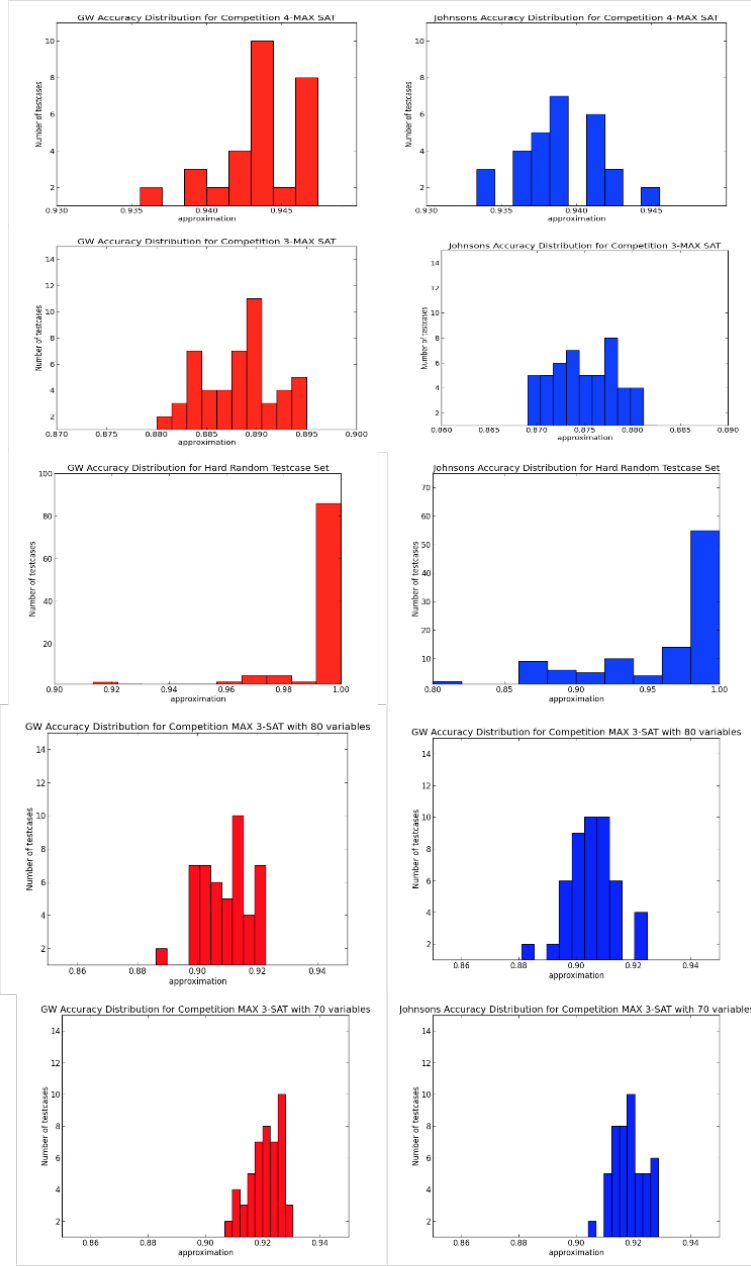 GW Accuracy Distribution for Competition 4-MAX SAT
Number of testcases
10
8
6
4
2
0.930 0.935 0.940 0.945
approximation
Johnsons Accuracy Distribution for Competition 4-MAX SAT
Number of testcases
10
8
6
4
2
0.930 0.935 0.940 0.945
approximation
GW Accuracy Distribution for Competition 3-MAX SAT
Number of testcases
14
12
10
8
6
4
2
0.870 0.875 0.880 0.885 0.890 0.895 0.900
approximation
Johnsons Accuracy Distribution for Competition 3-MAX SAT
Number of testcases
14
12
10
8
6
4
2
0.860 0.865 0.870 0.875 0.880 0.885 0.890
approximation
GW Accuracy Distribution for Hard Random Testcase Set
Number of testcases
100
80
60
40
20
0.90 0.92 0.94 0.96 0.98 1.00
approximation
Johnsons Accuracy Distribution for Hard Random Testcase Set
Number of testcases
70
60
50
40
30
20
10
0.80 0.85 0.90 0.95 1.00
approximation
GW Accuracy Distribution for Competition MAX 3-SAT with 80 variables
Number of testcases
14
12
10
8
6
4
2
0.86 0.88 0.90 0.92 0.94
approximation
GW Accuracy Distribution for Competition MAX 3-SAT with 80 variables
Number of testcases
14
12
10
8
6
4
2
0.86 0.88 0.90 0.92 0.94
approximation
GW Accuracy Distribution for Competition MAX 3-SAT with 70 variables
Number of testcases
14
12
10
8
6
4
2
0.86 0.88 0.90 0.92 0.94
approximation
Johnsons Accuracy Distribution for Competition MAX 3-SAT with 70 variables
Number of testcases
14
12
10
8
6
4
2
0.86 0.88 0.90 0.92 0.94
approximation